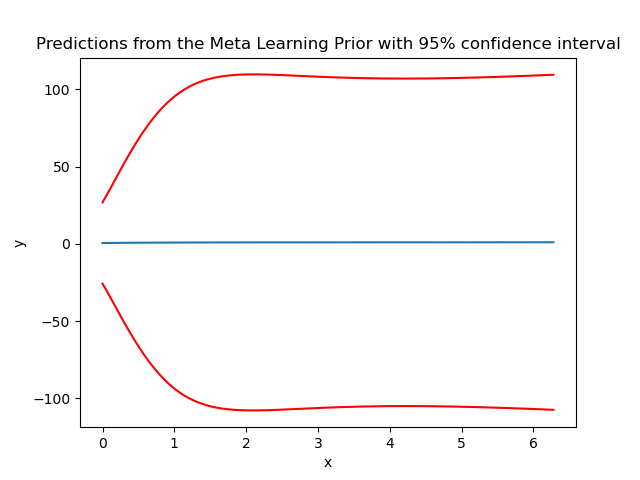 Predictions from the Meta Learning Prior with 95% confidence interval
100
50
0
−50
−100
y
0 1 2 3 4 5 6
x